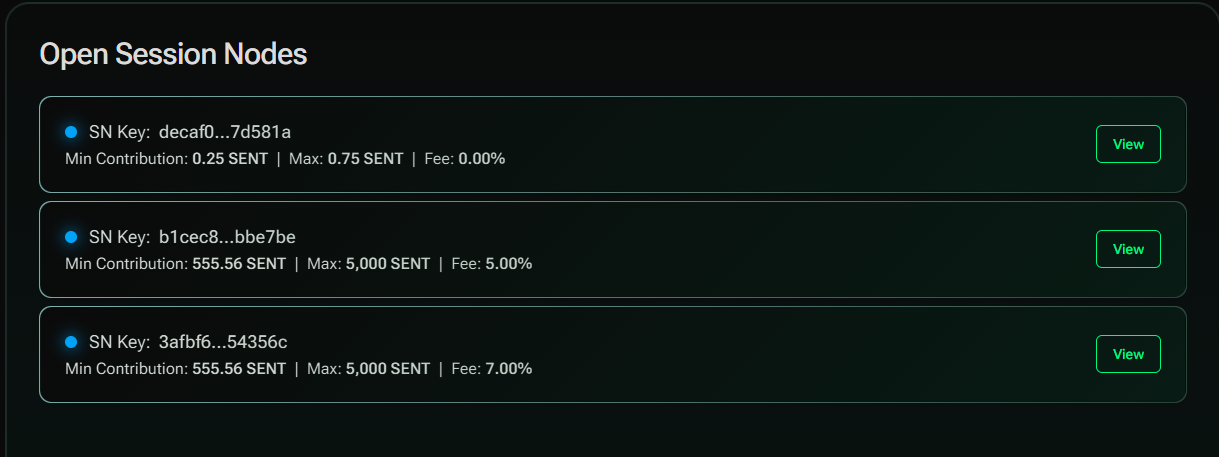 Open Session Nodes
SN Key: decaf0...7d581a
Min Contribution: 0.25 SENT | Max: 0.75 SENT | Fee: 0.00%
View
SN Key: b1cec8...bbe7be
Min Contribution: 555.56 SENT | Max: 5,000 SENT | Fee: 5.00%
View
SN Key: 3afbf6...54356c
Min Contribution: 555.56 SENT | Max: 5,000 SENT | Fee: 7.00%
View